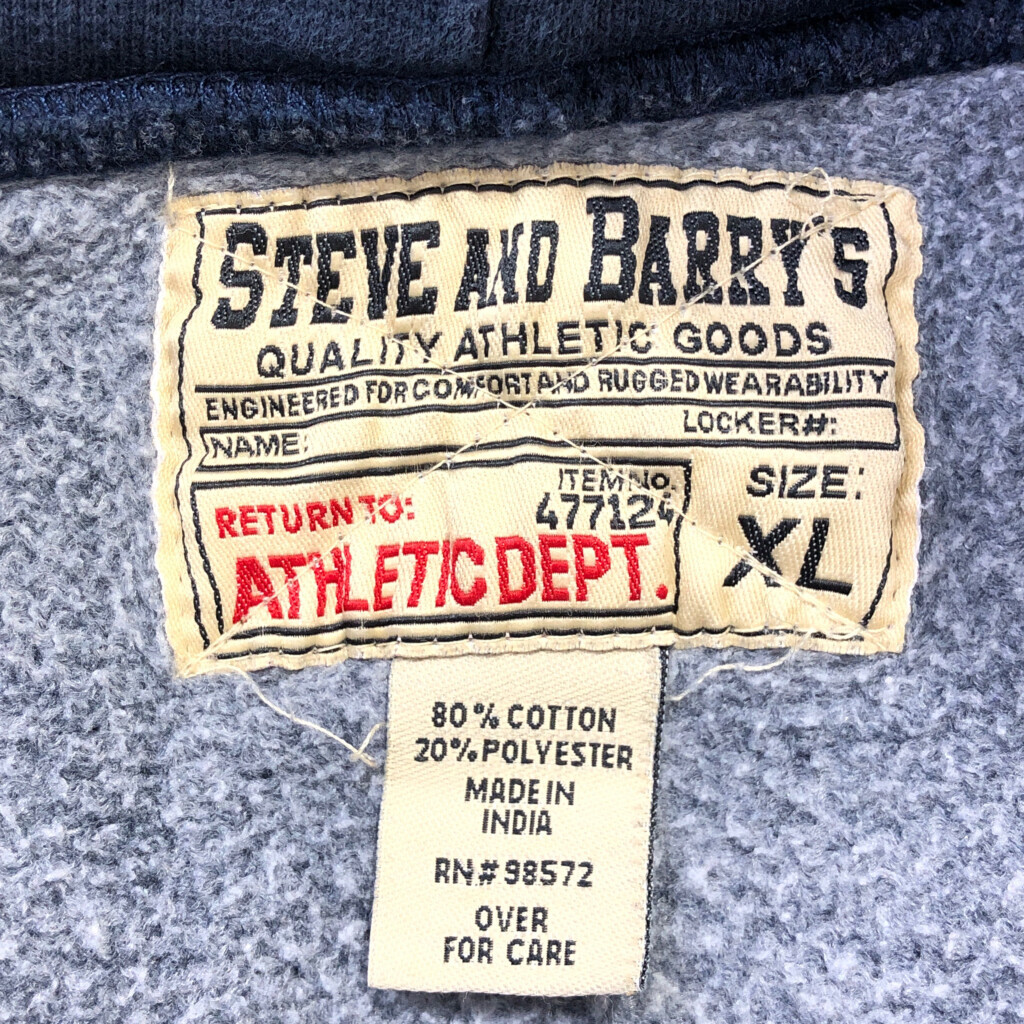 STEVE AND BARRY'S
QUALITY ATHLETIC GOODS
ENGINEERED FOR COMFORT AND RUGGED WEARABILITY
NAME: LOCKER#:
RETURN TO: ITEM NO.
477124
ATHLETIC DEPT.
SIZE:
XL
80% COTTON
20% POLYESTER
MADE IN
INDIA
RN# 98572
OVER
FOR CARE